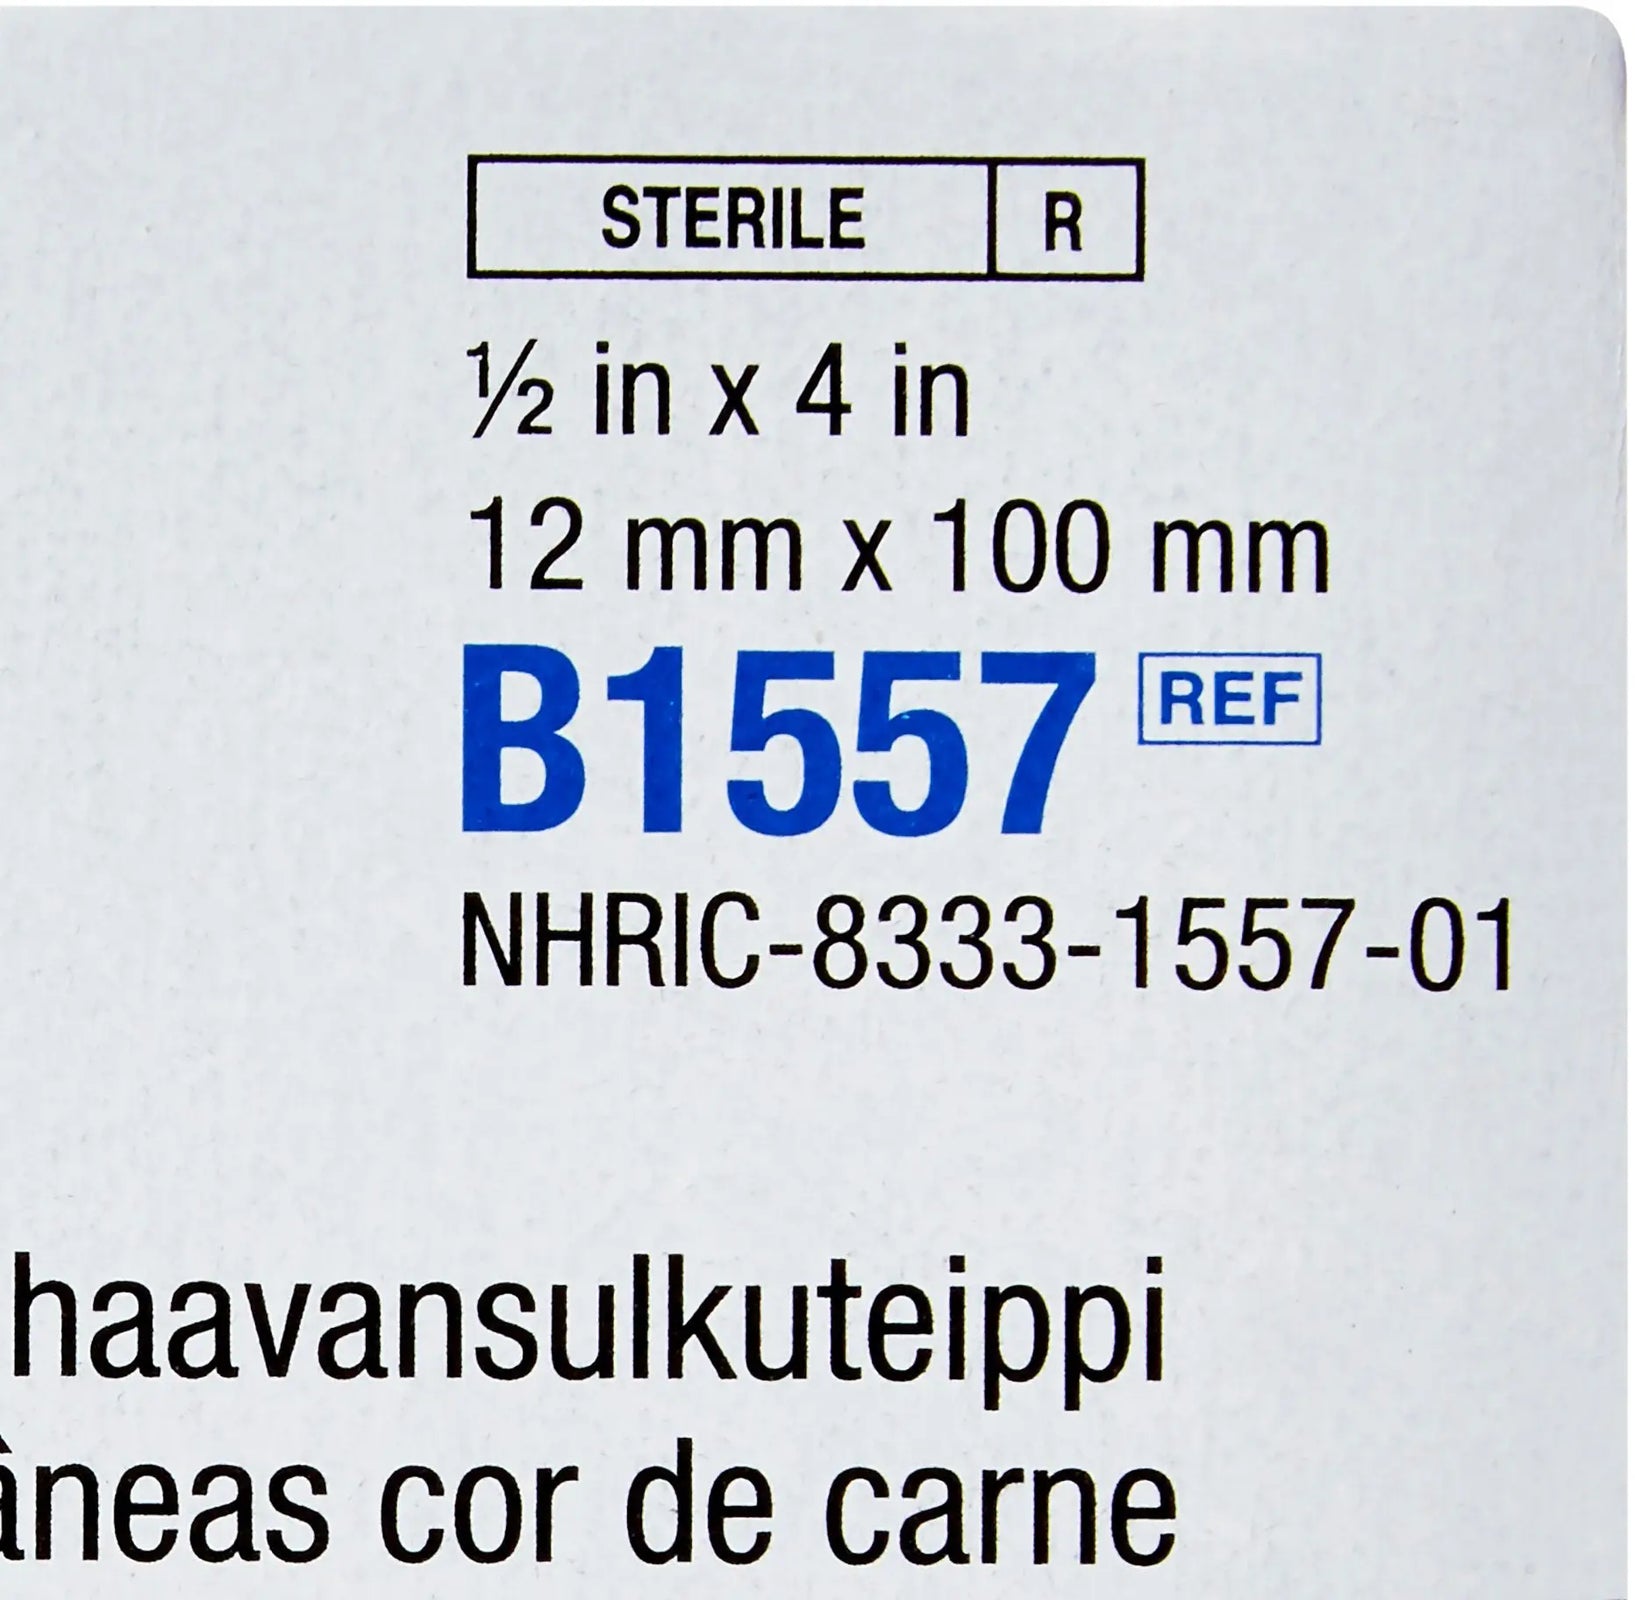 STERILE R
½ in x 4 in
12 mm x 100 mm
B1557 REF
NHRIC-8333-1557-01
haavansulkuteippi
âneas cor de carne